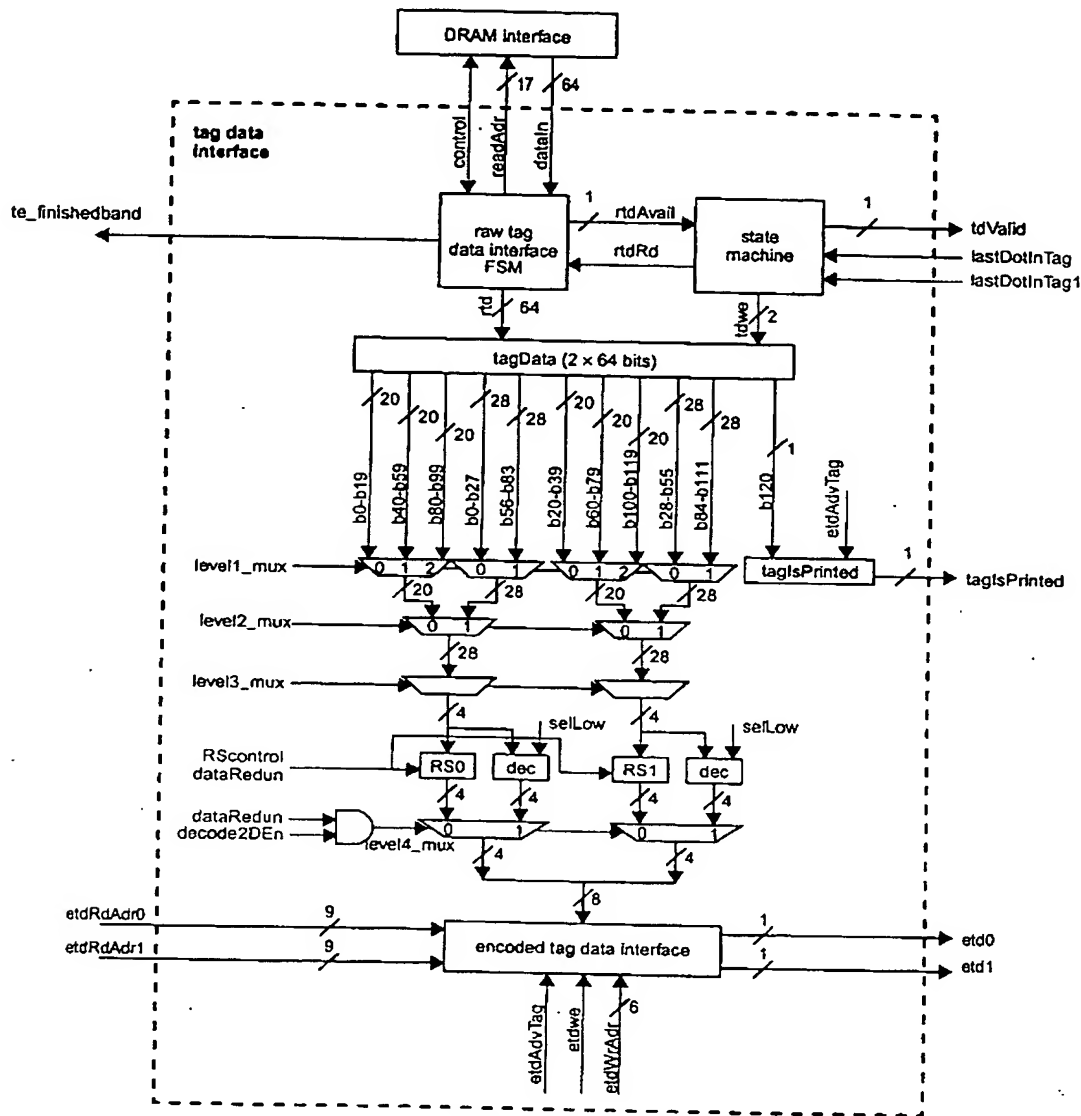 DRAM interface
17
64
tag data
interface
control
readAdr
dataIn
te_finishedband
raw tag
data interface
FSM
1
rtdAvail
rtdRd
state
machine
1
tdValid
lastDotInTag
lastDotInTag1
rtd
64
tdwe
2
tagData (2 × 64 bits)
20
20
20
28
28
20
20
20
28
28
1
b0-b19
b40-b59
b80-b99
b0-b27
b56-b83
b20-b39
b60-b79
b100-b119
b28-b55
b84-b111
b120
etdAdvTag
level1_mux
0 1 2
0 1
0 1 2
0 1
tagIsPrinted
1
tagIsPrinted
20
28
20
28
level2_mux
0 1
0 1
28
28
level3_mux
4
4
selLow
selLow
RScontrol
dataRedun
RS0
dec
RS1
dec
4
4
4
4
dataRedun
decode2DEn
level4_mux
0 1
0 1
4
4
8
etdRdAdr0
9
etdRdAdr1
9
encoded tag data interface
1
etd0
1
etd1
etdAdvTag
etdwe
etdWrAdr
6